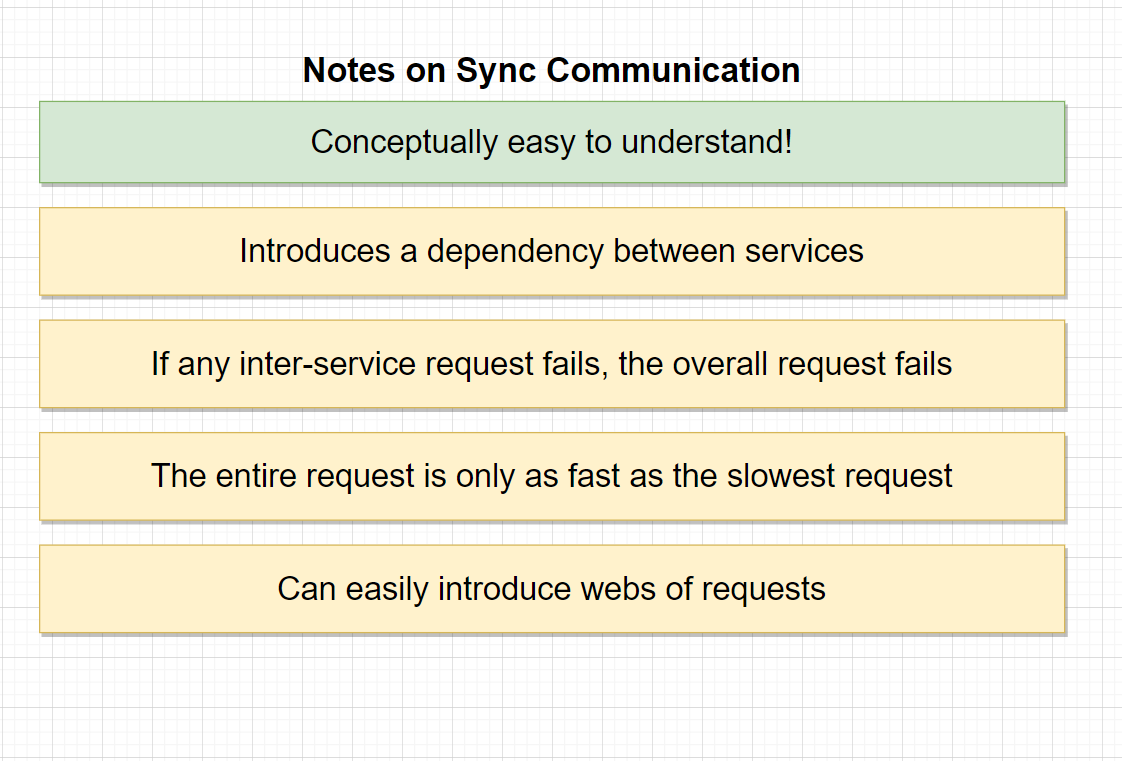 Notes on Sync Communication
Conceptually easy to understand!
Introduces a dependency between services
If any inter-service request fails, the overall request fails
The entire request is only as fast as the slowest request
Can easily introduce webs of requests